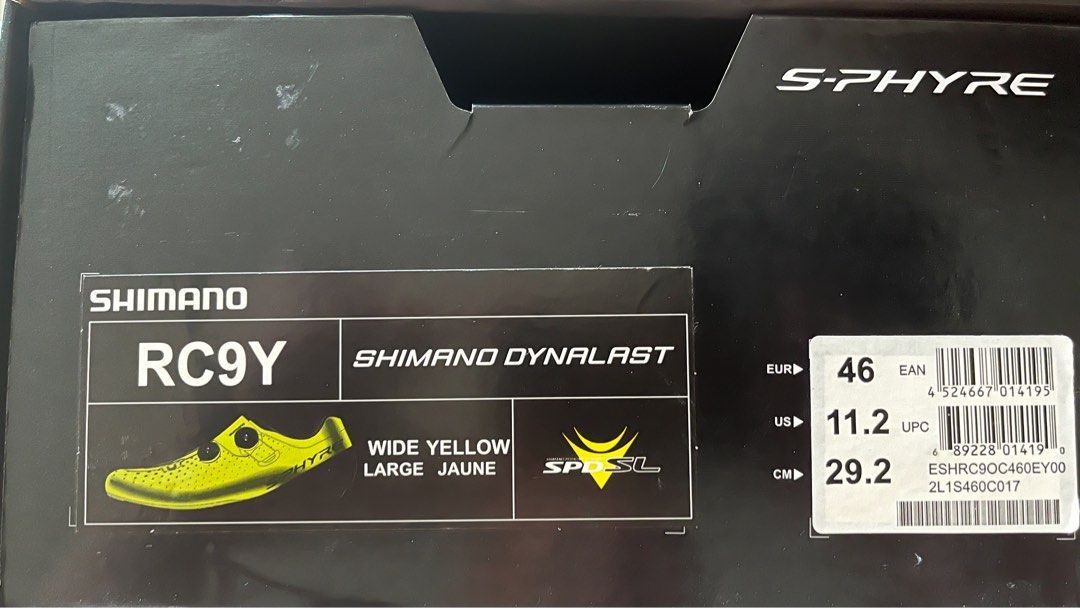 S-PHYRE
SHIMANO
RC9Y
SHIMANO DYNALAST
WIDE YELLOW
LARGE JAUNE
SPD-SL
EUR▶ 46
US▶ 11.2
CM▶ 29.2
EAN
4 524667 014195
UPC
6 89228 01419 0
ESHRC9OC460EY00
2L1S460C017